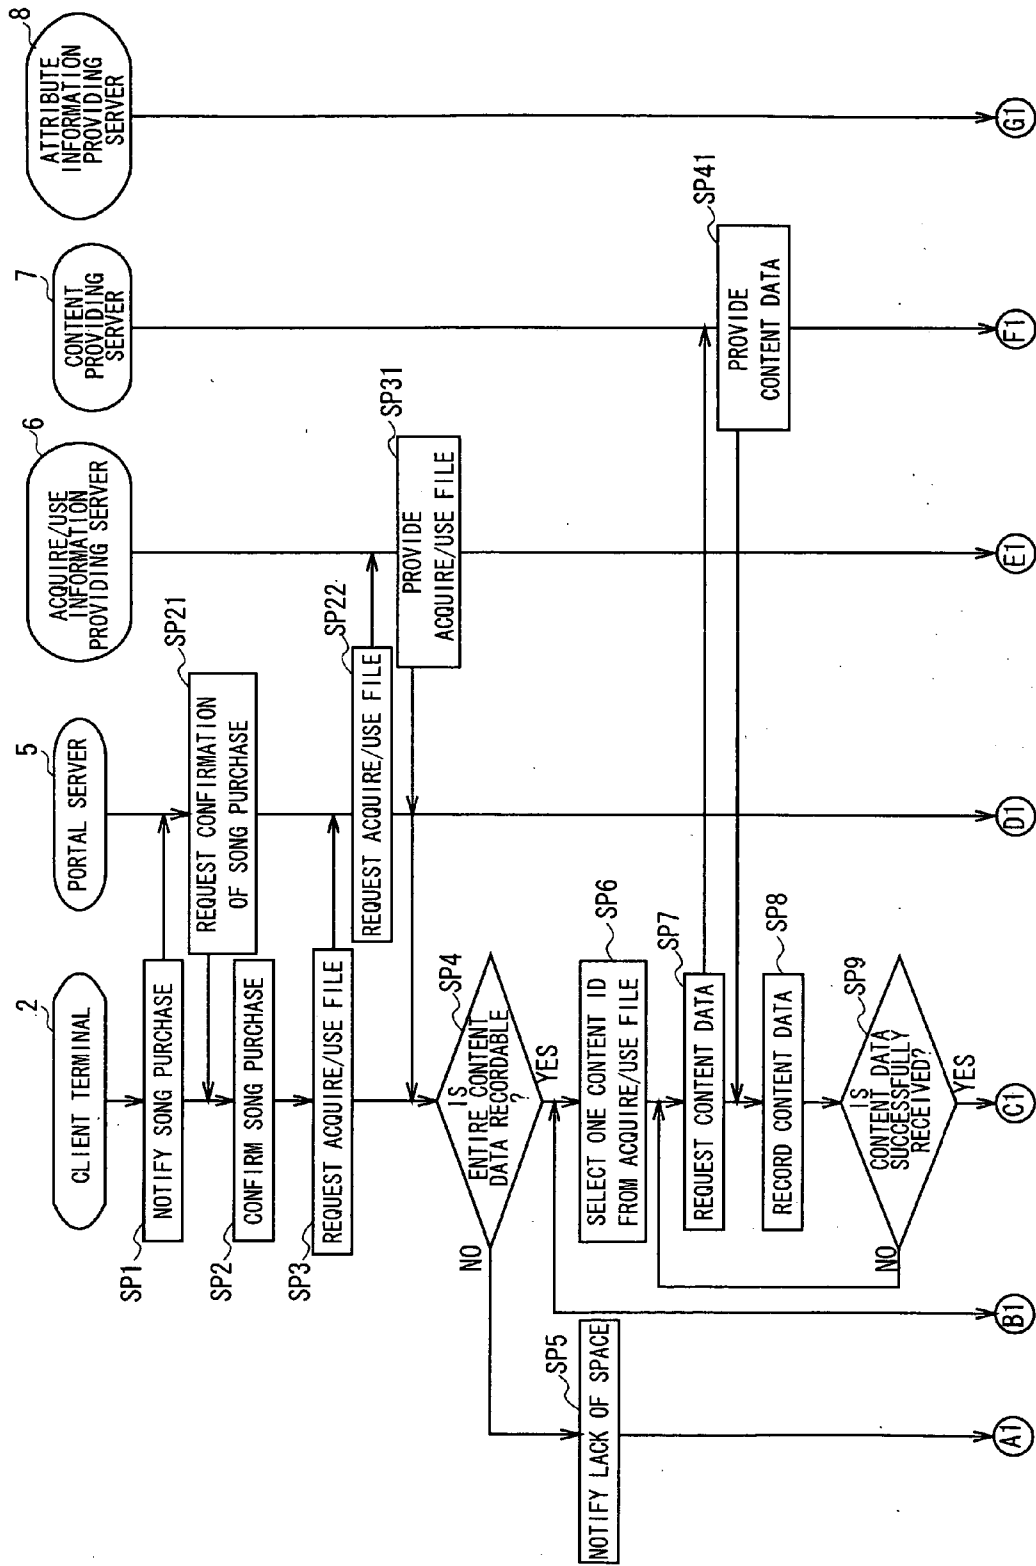 2
CLIENT TERMINAL
5
PORTAL SERVER
6
ACQUIRE/USE
INFORMATION
PROVIDING SERVER
7
CONTENT
PROVIDING
SERVER
8
ATTRIBUTE
INFORMATION
PROVIDING
SERVER
SP1
NOTIFY SONG PURCHASE
SP21
REQUEST CONFIRMATION
OF SONG PURCHASE
SP2
CONFIRM SONG PURCHASE
SP3
REQUEST ACQUIRE/USE FILE
SP22
REQUEST ACQUIRE/USE FILE
SP31
PROVIDE
ACQUIRE/USE FILE
SP4
IS
ENTIRE CONTENT
DATA RECORDABLE
?
NO
YES
SP5
NOTIFY LACK OF SPACE
SP6
SELECT ONE CONTENT ID
FROM ACQUIRE/USE FILE
SP7
REQUEST CONTENT DATA
SP41
PROVIDE
CONTENT DATA
SP8
RECORD CONTENT DATA
SP9
IS
CONTENT DATA
SUCCESSFULLY
RECEIVED?
NO
YES
A1
B1
C1
D1
E1
F1
G1